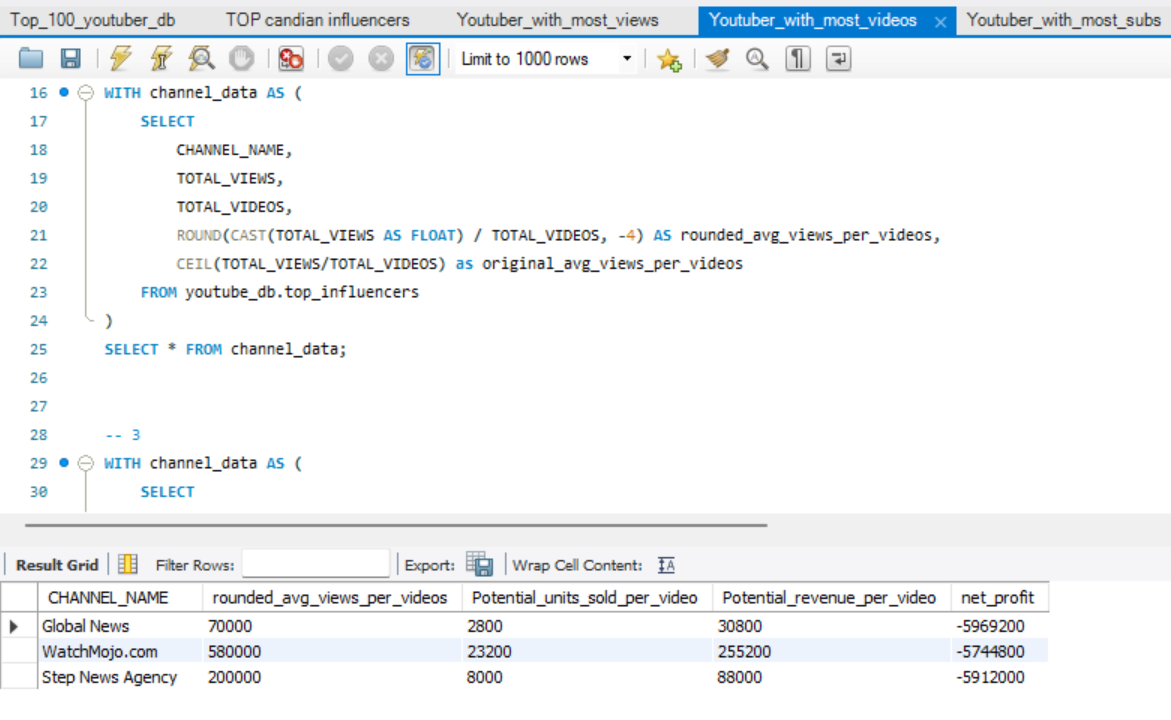 Top_100_youtuber_db TOP candian influencers Youtuber_with_most_views Youtuber_with_most_videos × Youtuber_with_most_subs
Limit to 1000 rows
16 WITH channel_data AS (
17 SELECT
18 CHANNEL_NAME,
19 TOTAL_VIEWS,
20 TOTAL_VIDEOS,
21 ROUND(CAST(TOTAL_VIEWS AS FLOAT) / TOTAL_VIDEOS, -4) AS rounded_avg_views_per_videos,
22 CEIL(TOTAL_VIEWS/TOTAL_VIDEOS) as original_avg_views_per_videos
23 FROM youtube_db.top_influencers
24 )
25 SELECT * FROM channel_data;
26
27
28 -- 3
29 WITH channel_data AS (
30 SELECT
Result Grid Filter Rows: Export: Wrap Cell Content:
CHANNEL_NAME rounded_avg_views_per_videos Potential_units_sold_per_video Potential_revenue_per_video net_profit
Global News 70000 2800 30800 -5969200
WatchMojo.com 580000 23200 255200 -5744800
Step News Agency 200000 8000 88000 -5912000